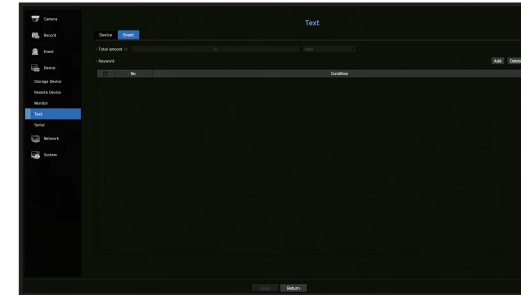 Text
Camera
Record
Event
Device
Storage Device
Remote Device
Monitor
Text
Serial
Network
System
Device Event
Total amount
Keyword
Add Delete
No. Condition
Apply Return